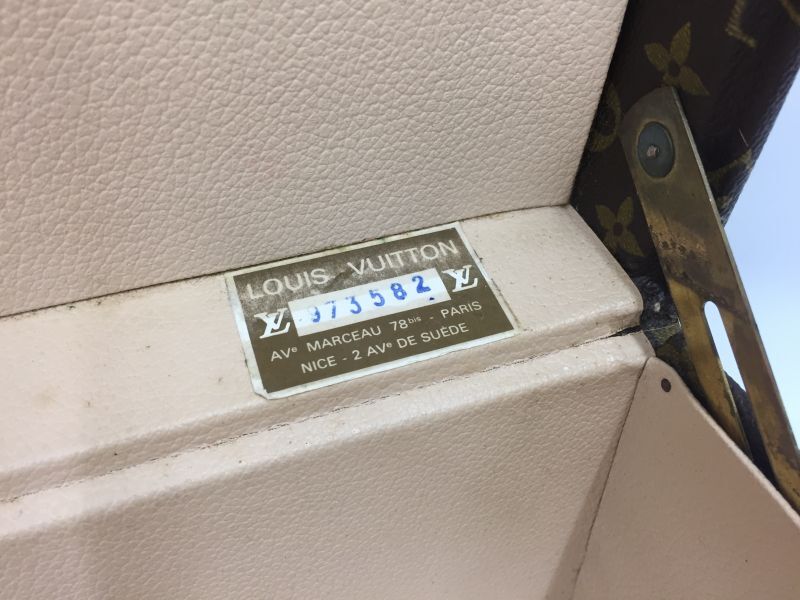 LOUIS VUITTON
LV 973582 LV
AVe MARCEAU 78bis - PARIS
NICE - 2 AVe DE SUÈDE